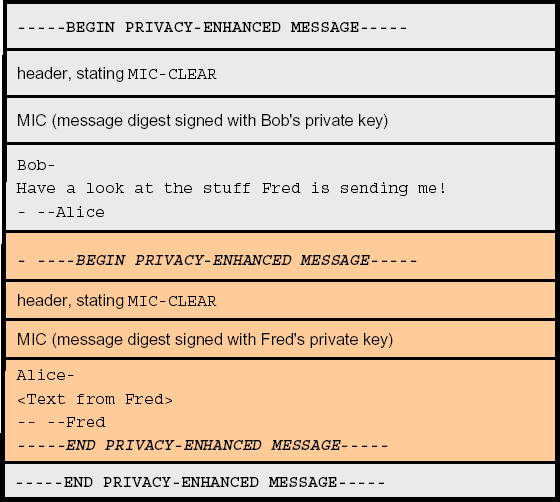 -----BEGIN PRIVACY-ENHANCED MESSAGE-----
header, stating MIC-CLEAR
MIC (message digest signed with Bob's private key)
Bob-
Have a look at the stuff Fred is sending me!
- --Alice
- ----BEGIN PRIVACY-ENHANCED MESSAGE-----
header, stating MIC-CLEAR
MIC (message digest signed with Fred's private key)
Alice-
<Text from Fred>
-- --Fred
-----END PRIVACY-ENHANCED MESSAGE-----
-----END PRIVACY-ENHANCED MESSAGE-----